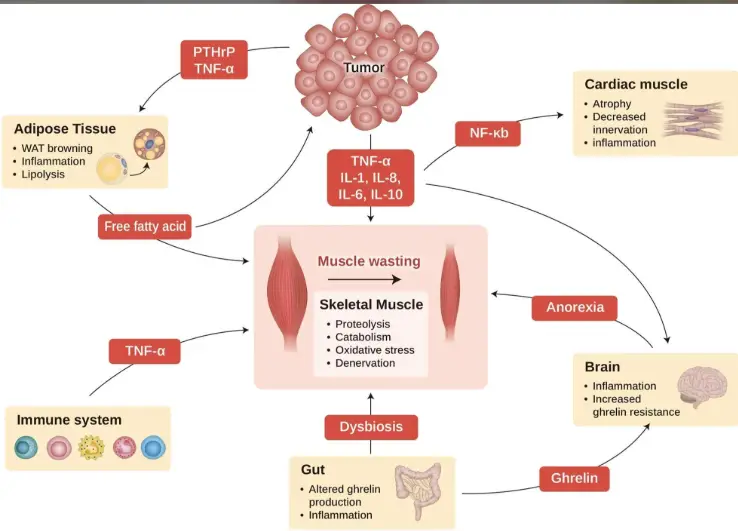 PTHrP
TNF-α
Tumor
Cardiac muscle
• Atrophy
• Decreased
innervation
• inflammation
NF-κb
Adipose Tissue
• WAT browning
• Inflammation
• Lipolysis
TNF-α
IL-1, IL-8,
IL-6, IL-10
Free fatty acid
Muscle wasting
Skeletal Muscle
• Proteolysis
• Catabolism
• Oxidative stress
• Denervation
Anorexia
TNF-α
Brain
• Inflammation
• Increased
ghrelin resistance
Immune system
Dysbiosis
Gut
• Altered ghrelin
production
• Inflammation
Ghrelin